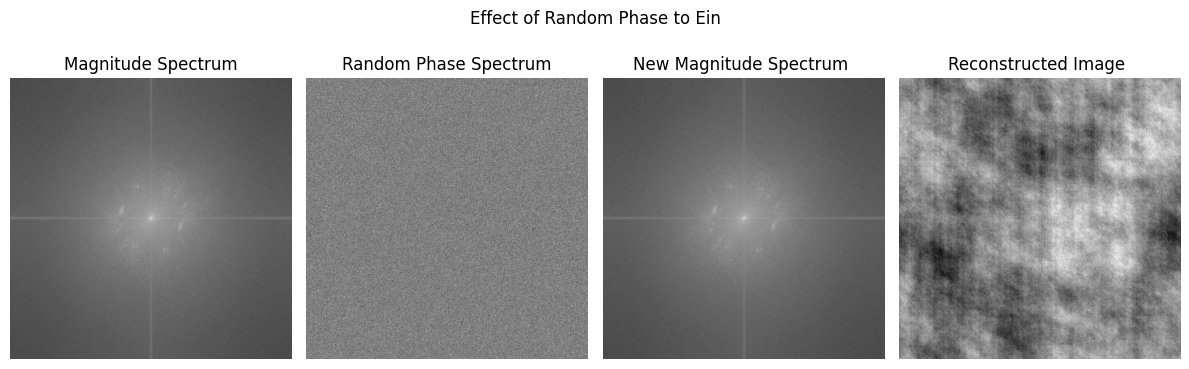 Effect of Random Phase to Ein
Magnitude Spectrum
Random Phase Spectrum
New Magnitude Spectrum
Reconstructed Image